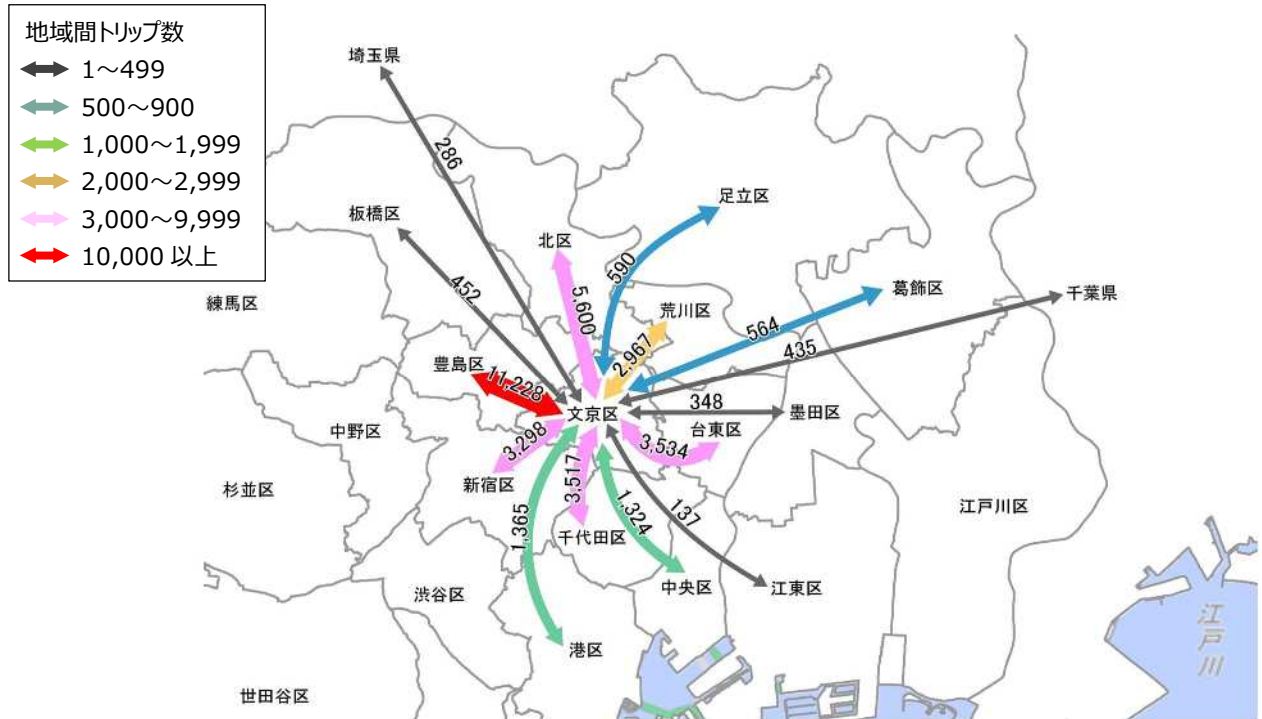 地域間トリップ数
1～499
500～900
1,000～1,999
2,000～2,999
3,000～9,999
10,000 以上
埼玉県
286
足立区
板橋区
北区
590
452
5,600
葛飾区
千葉県
練馬区
荒川区
564
2,967
435
豊島区
11,228
348
文京区
墨田区
中野区
台東区
3,298
3,534
新宿区
3,517
杉並区
1,365
1,324
137
江戸川区
千代田区
中央区
江東区
渋谷区
江戸川
港区
世田谷区